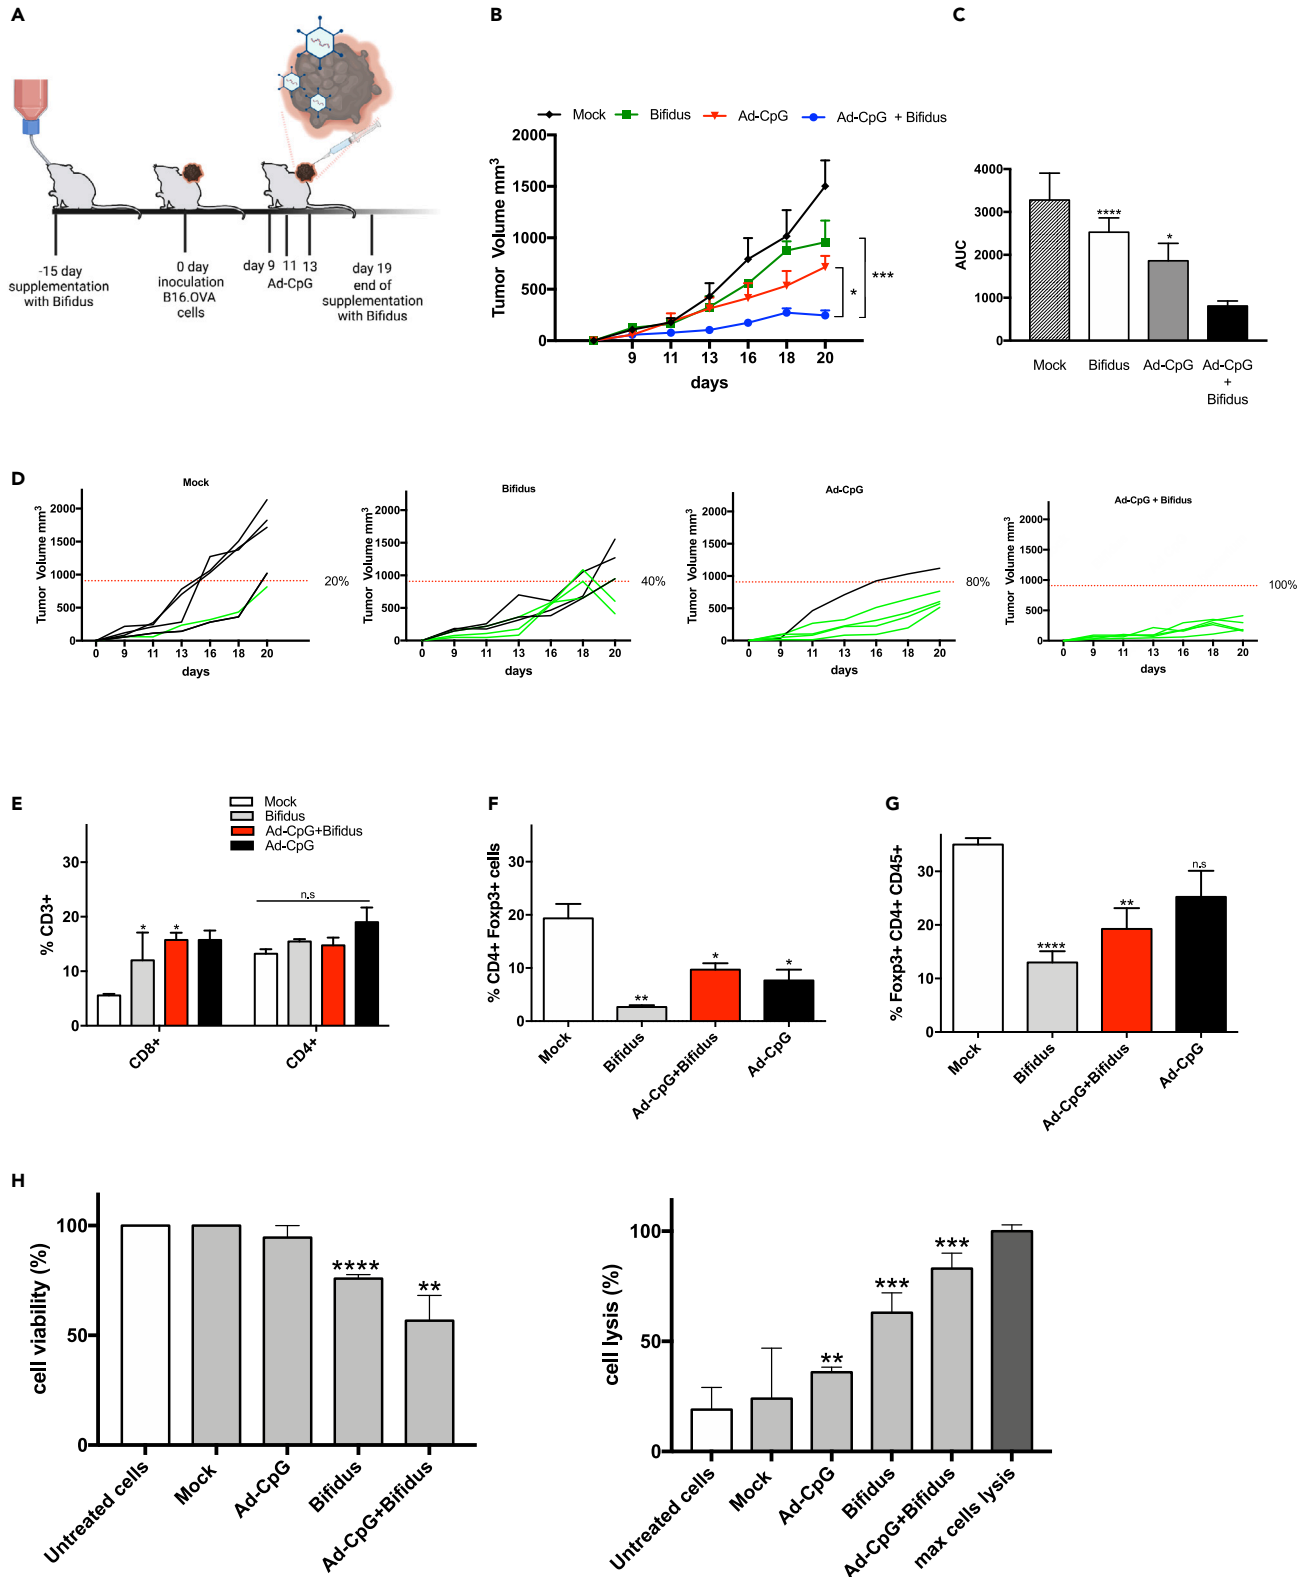 A
-15 day
supplementation
with Bifidus
0 day
inoculation
B16.OVA
cells
day 9 11 13
Ad-CpG
day 19
end of
supplementation
with Bifidus
B
Mock Bifidus Ad-CpG Ad-CpG + Bifidus
Tumor Volume mm3
2000
1500
1000
500
0
9 11 13 16 18 20
days
*
***
C
AUC
4000
3000
2000
1000
0
****
*
Mock Bifidus Ad-CpG Ad-CpG
+
Bifidus
D
Mock
Tumor Volume mm3
2000
1500
1000
500
0
20%
0 9 11 13 16 18 20
days
Bifidus
Tumor Volume mm3
2000
1500
1000
500
0
40%
0 9 11 13 16 18 20
days
Ad-CpG
Tumor Volume mm3
2000
1500
1000
500
0
80%
0 9 11 13 16 18 20
days
Ad-CpG + Bifidus
Tumor Volume mm3
2000
1500
1000
500
0
100%
0 9 11 13 16 18 20
days
E
Mock
Bifidus
Ad-CpG+Bifidus
Ad-CpG
% CD3+
30
20
10
0
* *
n.s
CD8+ CD4+
F
% CD4+ Foxp3+ cells
30
20
10
0
**
*
*
Mock
Bifidus
Ad-CpG+Bifidus
Ad-CpG
G
% Foxp3+ CD4+ CD45+
30
20
10
0
****
**
n.s
Mock
Bifidus
Ad-CpG+Bifidus
Ad-CpG
H
cell viability (%)
100
50
0
****
**
Untreated cells
Mock
Ad-CpG
Bifidus
Ad-CpG+Bifidus
cell lysis (%)
100
50
0
**
***
***
Untreated cells
Mock
Ad-CpG
Bifidus
Ad-CpG+Bifidus
max cells lysis